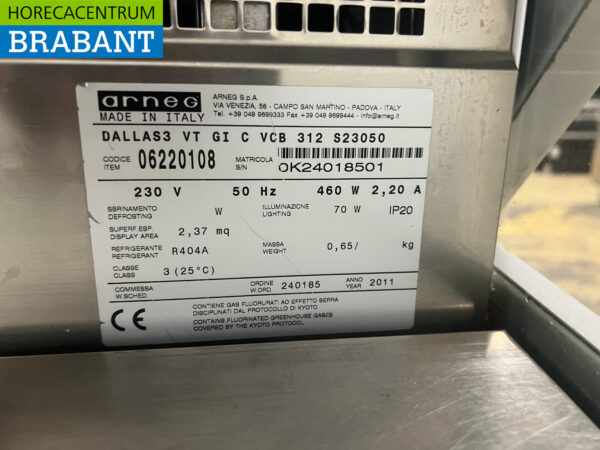 HORECACENTRUM
BRABANT
arneg
MADE IN ITALY
ARNEG S.p.A.
VIA VENEZIA, 58 - CAMPO SAN MARTINO - PADOVA - ITALY
Tel. +39 049 9699333 Fax +39 049 9699444 - arneg.it
DALLAS3 VT GI C VCB 312 S23050
CODICE ITEM 06220108 MATRICOLA S/N 0K24018501
230 V 50 Hz 460 W 2,20 A
SBRINAMENTO DEFROSTING W ILLUMINAZIONE LIGHTING 70 W IP20
SUPERF.ESP. DISPLAY AREA 2,37 mq
REFRIGERANTE REFRIGERANT R404A MASSA WEIGHT 0,65/ kg
CLASSE CLASS 3 (25°C)
COMMESSA W.SCHED. ORDINE W.ORD. 240185 ANNO YEAR 2011
CE
CONTIENE GAS FLUORURATI AD EFFETTO SERRA
DISCIPLINATI DAL PROTOCOLLO DI KYOTO
CONTAINS FLUORINATED GREENHOUSE GASES
COVERED BY THE KYOTO PROTOCOL